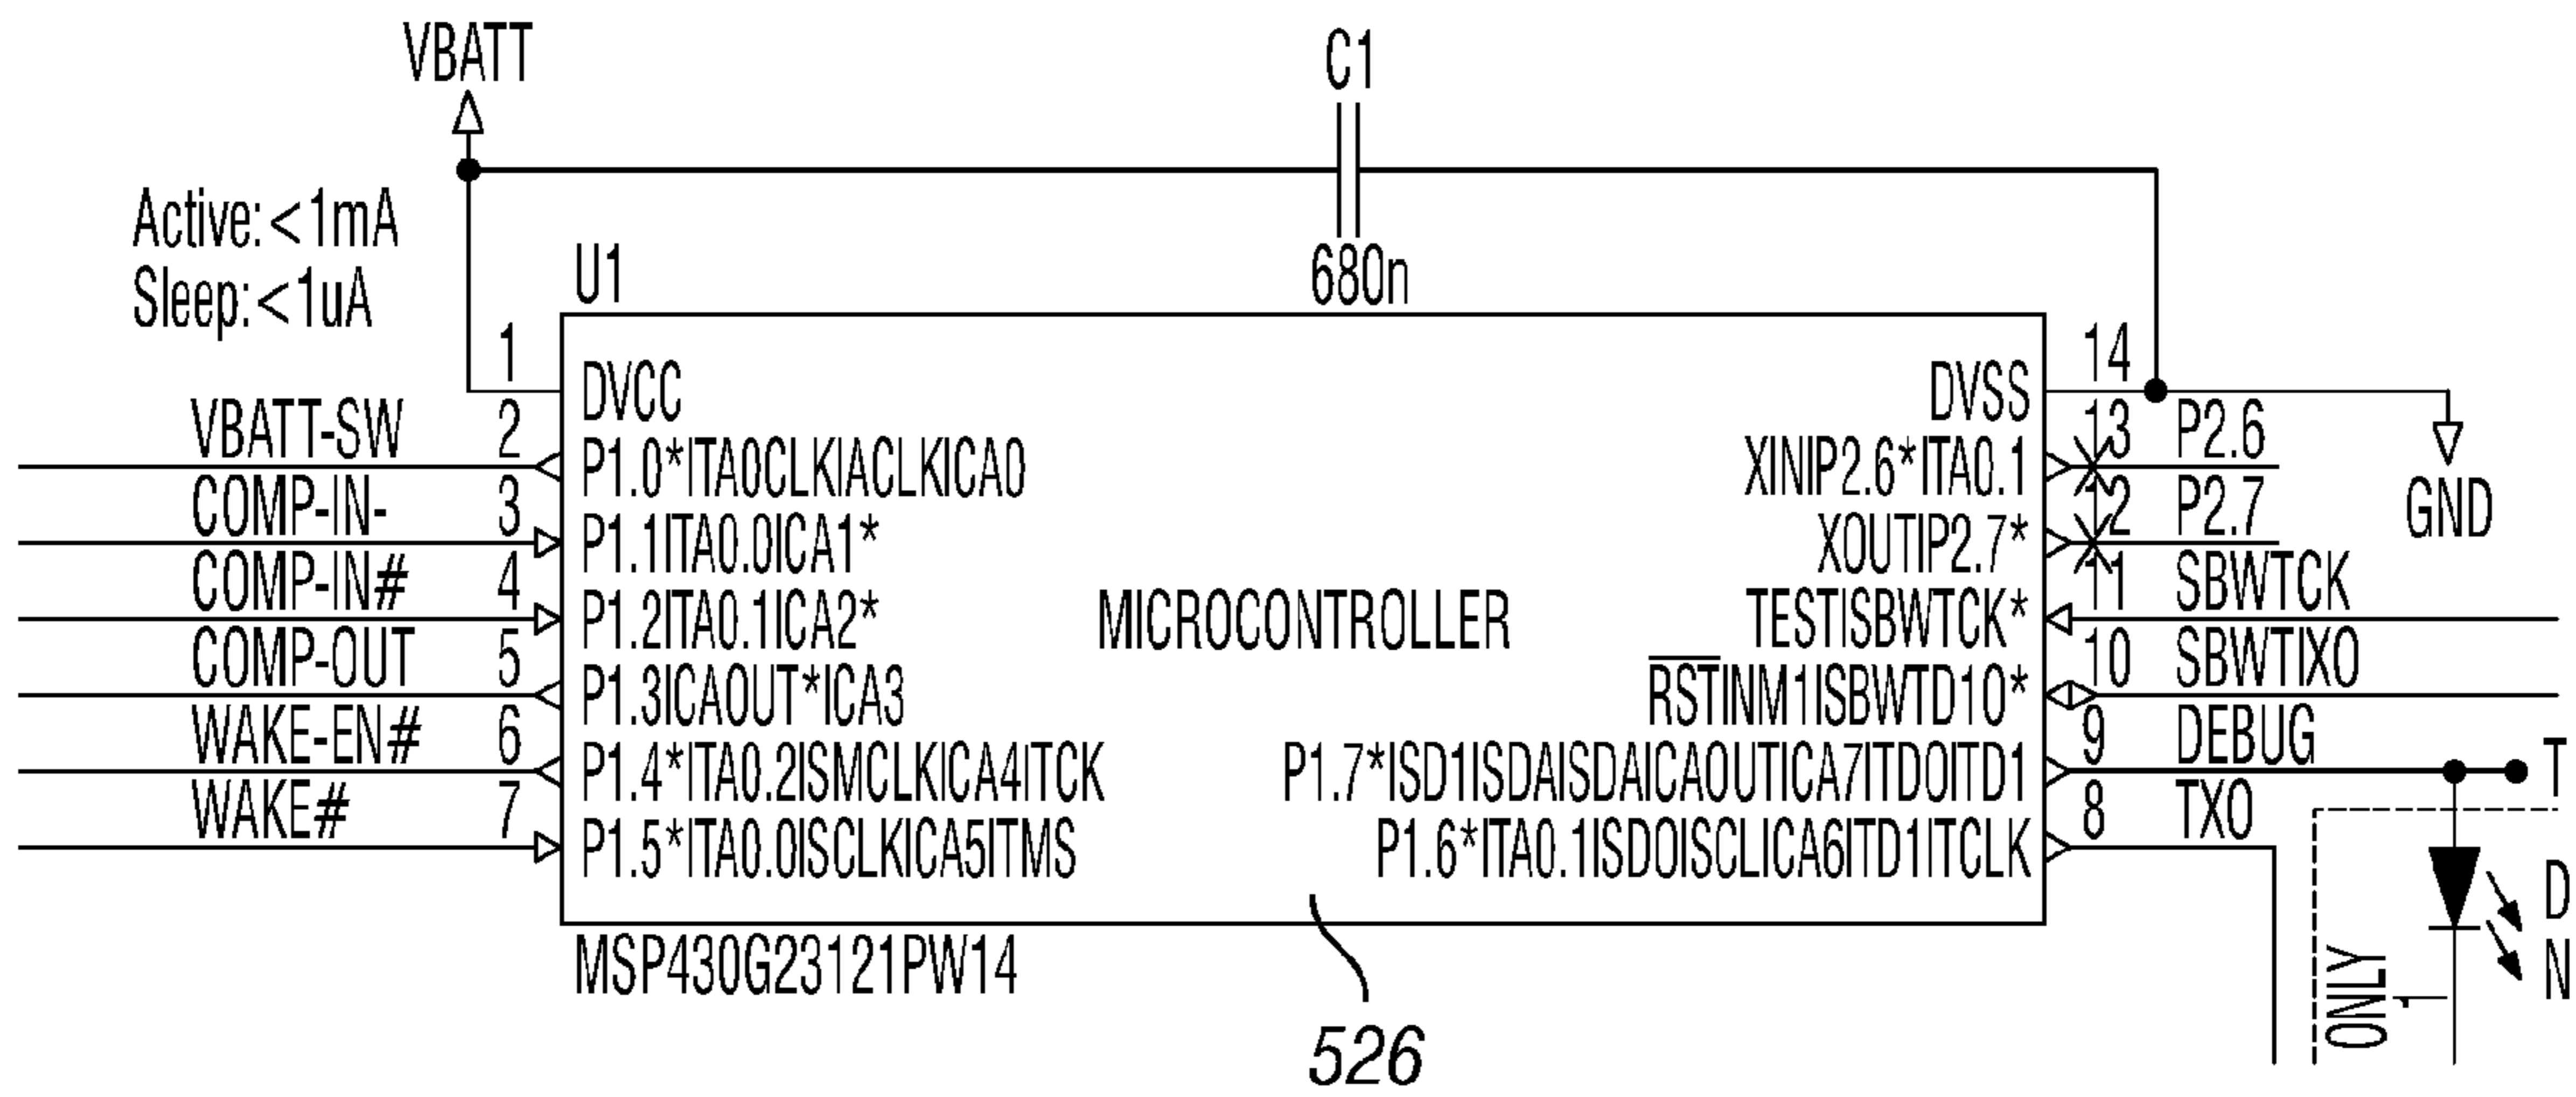 VBATT
C1
Active:<1mA
Sleep:<1uA
U1
680n
1
14
DVCC
DVSS
VBATT-SW
2
P1.0*ITA0CLKIACLKICA0
XINIP2.6*ITA0.1
13
P2.6
COMP-IN-
3
P1.1ITA0.0ICA1*
XOUTIP2.7*
12
P2.7
GND
COMP-IN#
4
P1.2ITA0.1ICA2*
MICROCONTROLLER
TESTISBWTCK*
11
SBWTCK
COMP-OUT
5
P1.3ICAOUT*ICA3
RSTINM1ISBWTD10*
10
SBWTIXO
WAKE-EN#
6
P1.4*ITA0.2ISMCLKICA4ITCK
P1.7*ISD1ISDAISDAICAOUTICA7ITDOITD1
9
DEBUG
T
WAKE#
7
P1.5*ITA0.0ISCLKICA5ITMS
P1.6*ITA0.1ISDOISCLICA6ITD1ITCLK
8
TXO
D
N
ONLY
1
MSP430G23121PW14
526